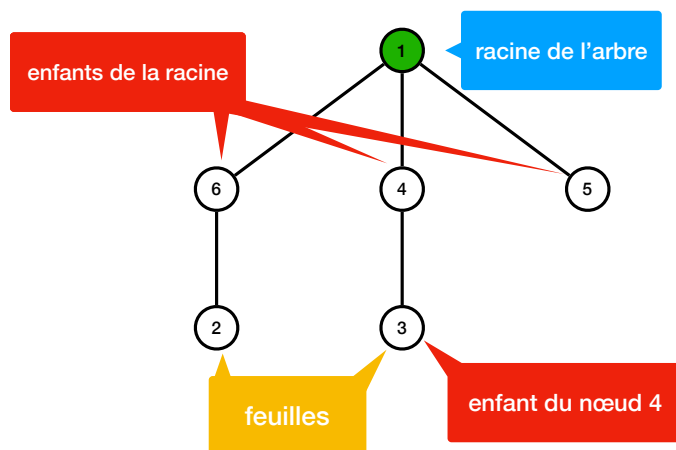 1
racine de l’arbre
enfants de la racine
6
4
5
2
3
feuilles
enfant du nœud 4